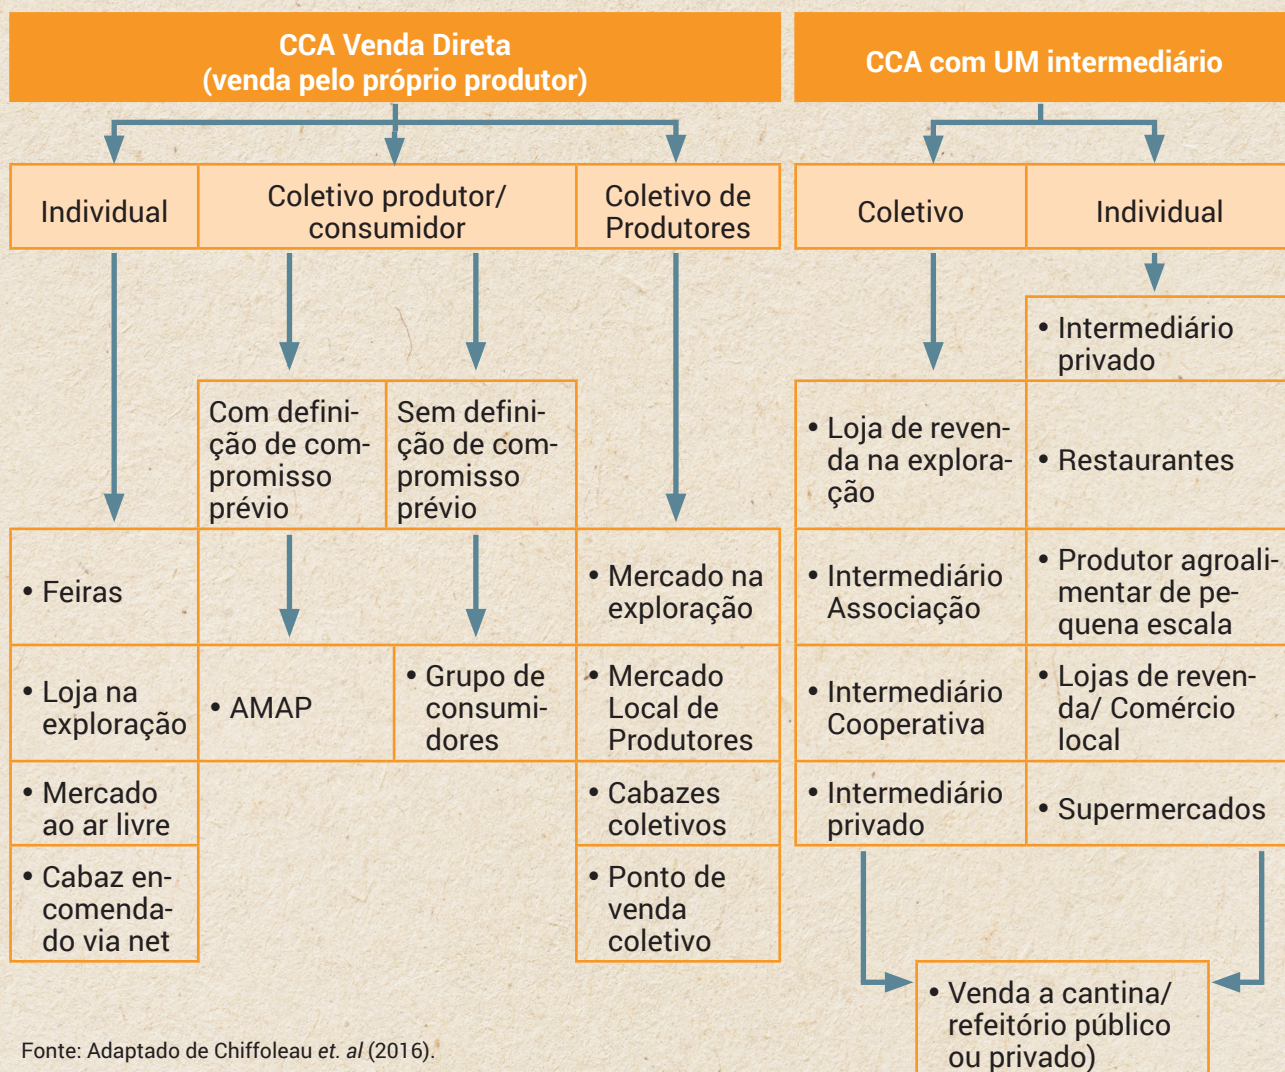 CCA Venda Direta
(venda pelo próprio produtor)
Individual
Coletivo produtor/
consumidor
Coletivo de
Produtores
Com defini-
ção de com-
promisso
prévio
Sem defini-
ção de com-
promisso
prévio
• Feiras
• Loja na
exploração
• Mercado
ao ar livre
• Cabaz en-
comenda-
do via net
• AMAP
• Grupo de
consumi-
dores
• Mercado na
exploração
• Mercado
Local de
Produtores
• Cabazes
coletivos
• Ponto de
venda
coletivo
CCA com UM intermediário
Coletivo
Individual
• Loja de reven-
da na explora-
ção
• Intermediário
Associação
• Intermediário
Cooperativa
• Intermediário
privado
• Intermediário
privado
• Restaurantes
• Produtor agroali-
mentar de pe-
quena escala
• Lojas de reven-
da/ Comércio
local
• Supermercados
• Venda a cantina/
refeitório público
ou privado)
Fonte: Adaptado de Chiffoleau et. al (2016).